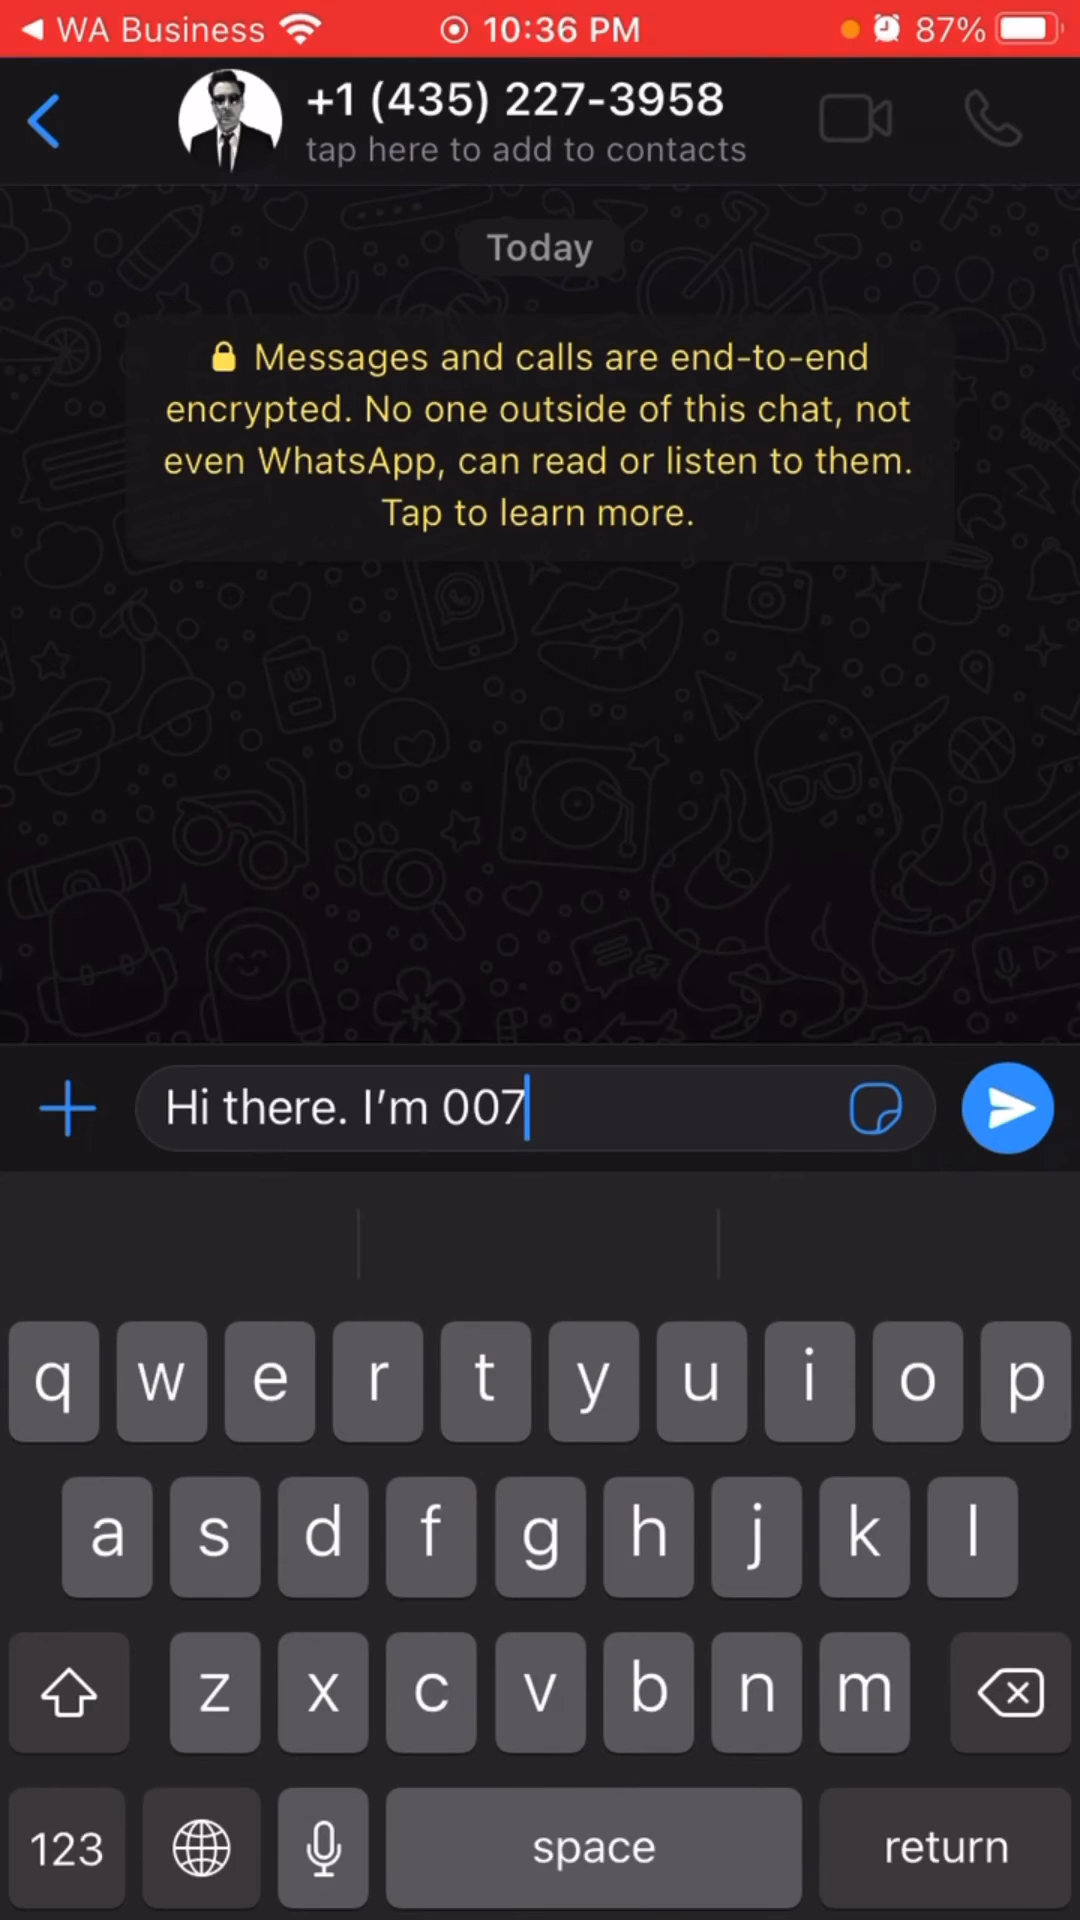 WA Business 10:36 PM 87%
+1 (435) 227-3958
tap here to add to contacts
Today
Messages and calls are end-to-end
encrypted. No one outside of this chat, not
even WhatsApp, can read or listen to them.
Tap to learn more.
Hi there. I’m 007
q w e r t y u i o p
a s d f g h j k l
z x c v b n m
123 space return